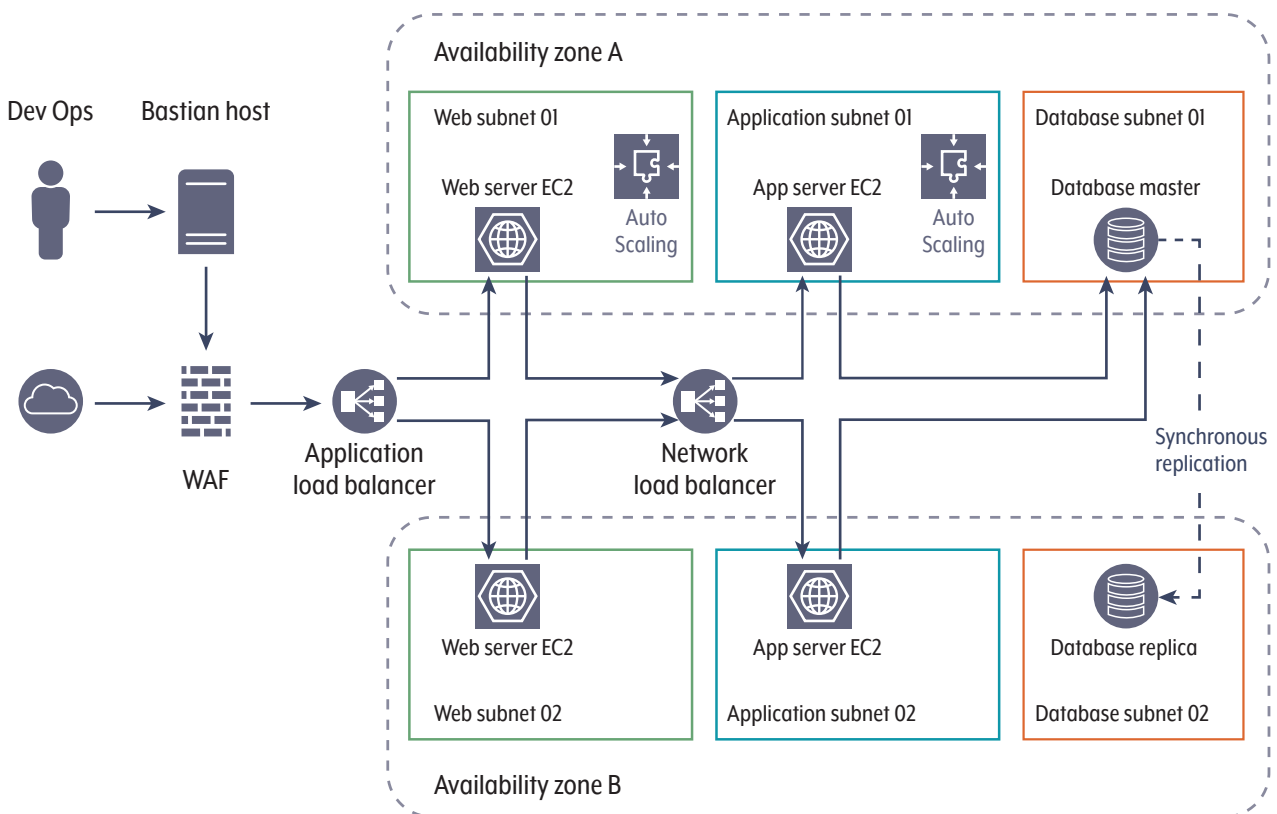 Availability zone A
Dev Ops
Bastian host
Web subnet 01
Application subnet 01
Database subnet 01
Web server EC2
App server EC2
Database master
Auto
Scaling
Auto
Scaling
WAF
Application
load balancer
Network
load balancer
Synchronous
replication
Web server EC2
App server EC2
Database replica
Web subnet 02
Application subnet 02
Database subnet 02
Availability zone B